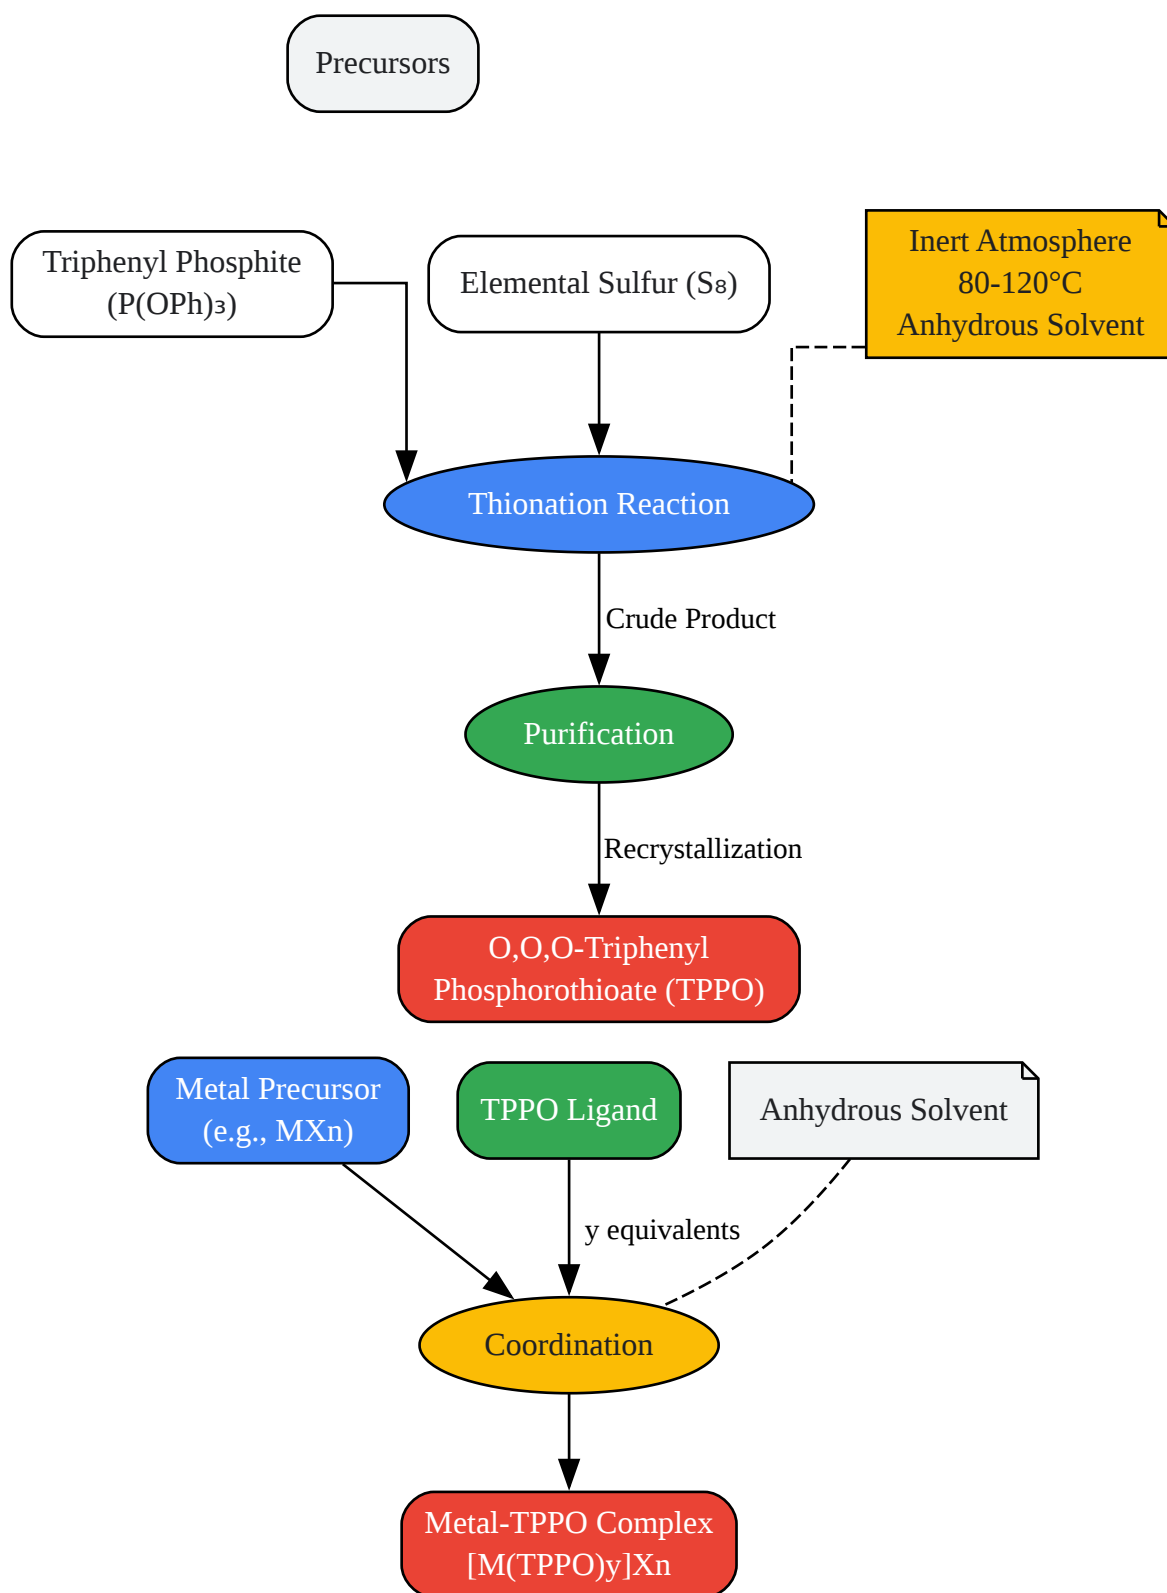 Precursors
Triphenyl Phosphite
(P(OPh)₃)
Elemental Sulfur (S₈)
Inert Atmosphere
80-120°C
Anhydrous Solvent
Thionation Reaction
Crude Product
Purification
Recrystallization
O,O,O-Triphenyl
Phosphorothioate (TPPO)
Metal Precursor
(e.g., MXn)
TPPO Ligand
Anhydrous Solvent
y equivalents
Coordination
Metal-TPPO Complex
[M(TPPO)y]Xn